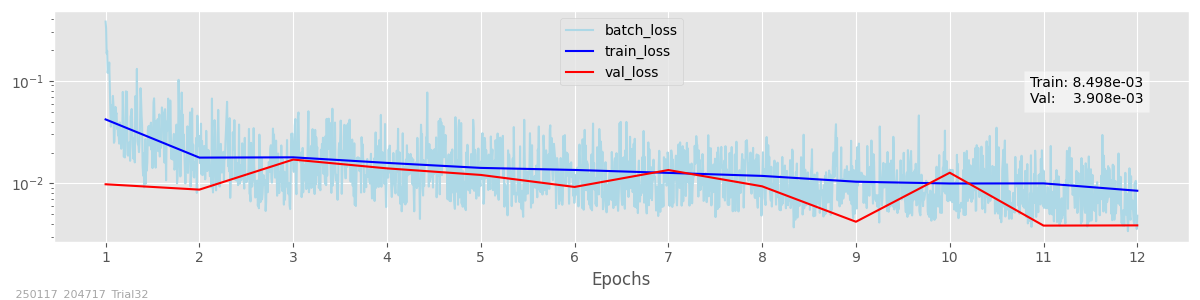 batch_loss
train_loss
val_loss
Train: 8.498e-03
Val: 3.908e-03
10⁻¹
10⁻²
1 2 3 4 5 6 7 8 9 10 11 12
Epochs
250117_204717_Trial32